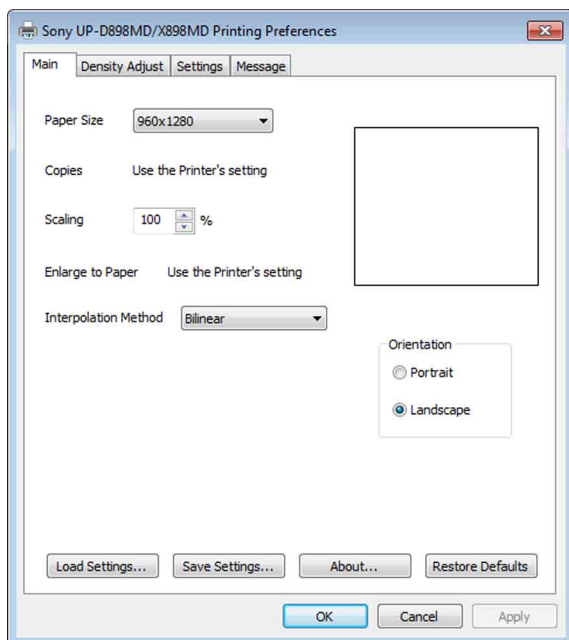 Sony UP-D898MD/X898MD Printing Preferences
Main Density Adjust Settings Message
Paper Size 960x1280
Copies Use the Printer's setting
Scaling 100 %
Enlarge to Paper Use the Printer's setting
Interpolation Method Bilinear
Orientation
Portrait
Landscape
Load Settings... Save Settings... About... Restore Defaults
OK Cancel Apply